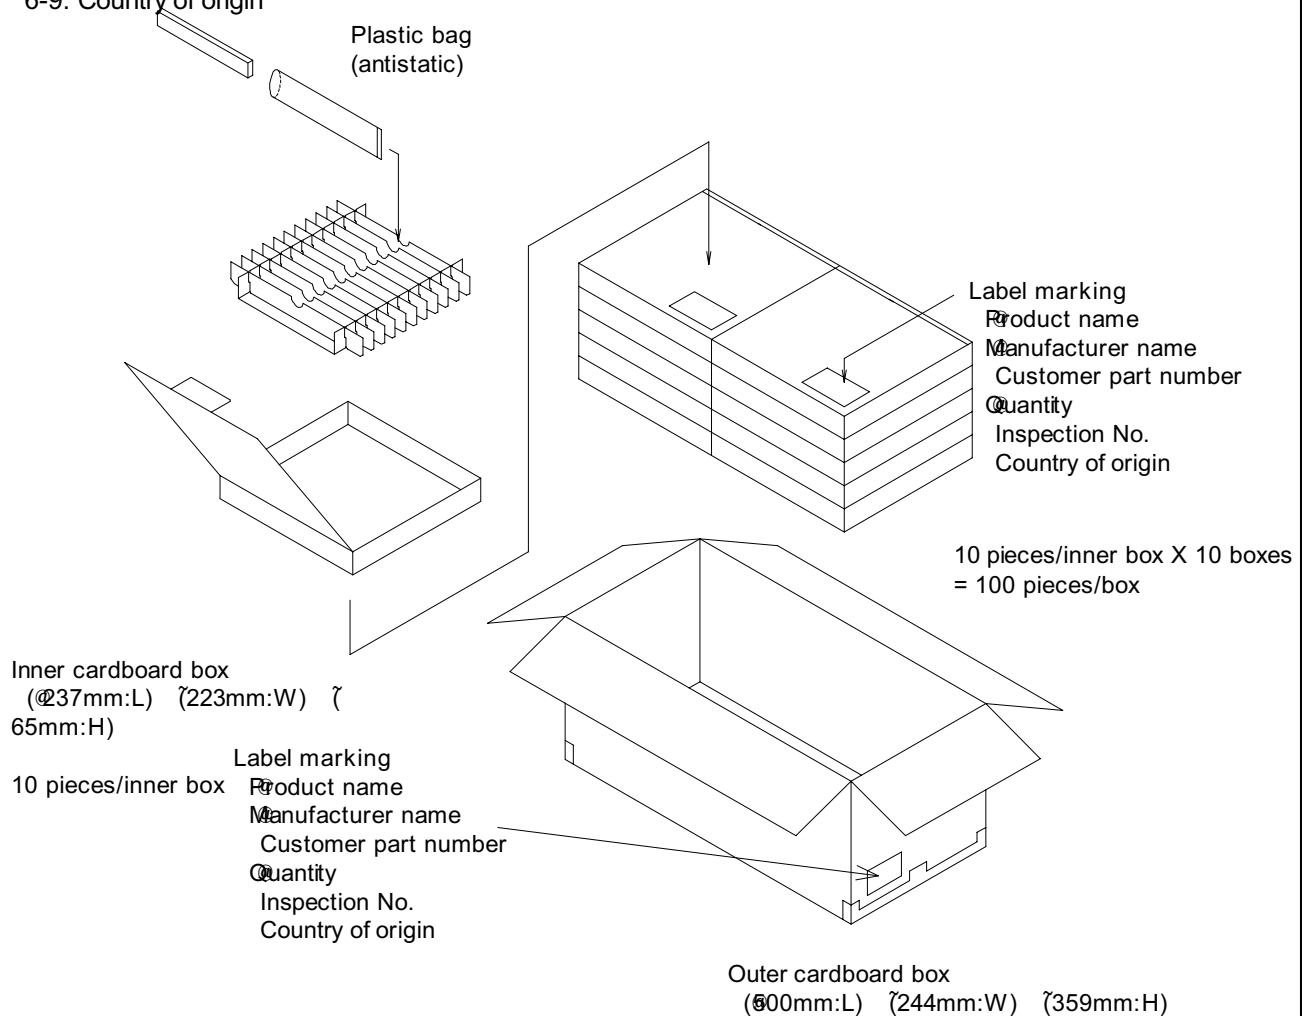 6-9. Country of origin
Plastic bag
(antistatic)
Label marking
Product name
Manufacturer name
Customer part number
Quantity
Inspection No.
Country of origin
10 pieces/inner box X 10 boxes
= 100 pieces/box
Inner cardboard box
(@237mm:L) ~(223mm:W) ~(
65mm:H)
10 pieces/inner box
Label marking
Product name
Manufacturer name
Customer part number
Quantity
Inspection No.
Country of origin
Outer cardboard box
(@500mm:L) ~(244mm:W) ~(359mm:H)